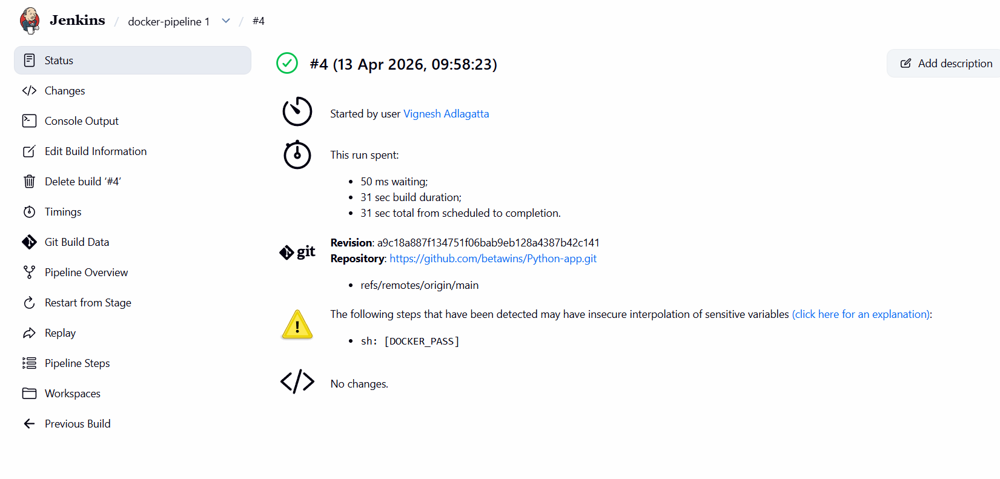 Jenkins / docker-pipeline 1 / #4
Status
Changes
Console Output
Edit Build Information
Delete build ‘#4’
Timings
Git Build Data
Pipeline Overview
Restart from Stage
Replay
Pipeline Steps
Workspaces
Previous Build
#4 (13 Apr 2026, 09:58:23)
Add description
Started by user Vignesh Adlagatta
This run spent:
• 50 ms waiting;
• 31 sec build duration;
• 31 sec total from scheduled to completion.
git
Revision: a9c18a887f134751f06bab9eb128a4387b42c141
Repository: https://github.com/betawins/Python-app.git
• refs/remotes/origin/main
The following steps that have been detected may have insecure interpolation of sensitive variables (click here for an explanation):
• sh: [DOCKER_PASS]
No changes.